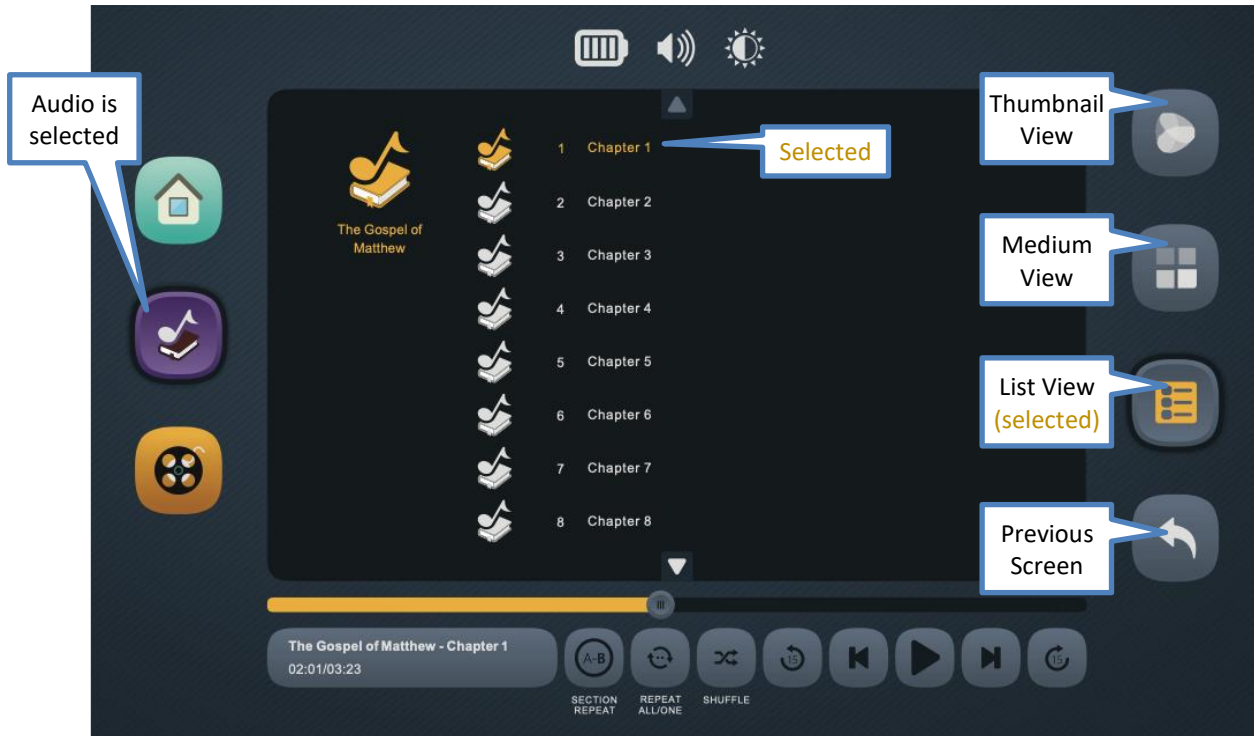 Audio is
selected
Thumbnail
View
1 Chapter 1
Selected
2 Chapter 2
The Gospel of
Matthew
3 Chapter 3
Medium
View
4 Chapter 4
5 Chapter 5
List View
(selected)
6 Chapter 6
7 Chapter 7
8 Chapter 8
Previous
Screen
The Gospel of Matthew - Chapter 1
02:01/03:23
A-B
15
15
SECTION
REPEAT
REPEAT
ALL/ONE
SHUFFLE